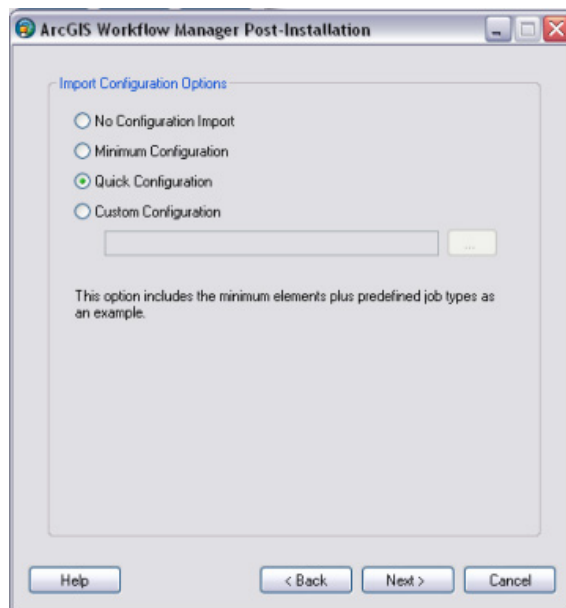 ArcGIS Workflow Manager Post-Installation
Import Configuration Options
No Configuration Import
Minimum Configuration
Quick Configuration
Custom Configuration
...
This option includes the minimum elements plus predefined job types as
an example.
Help
< Back
Next >
Cancel